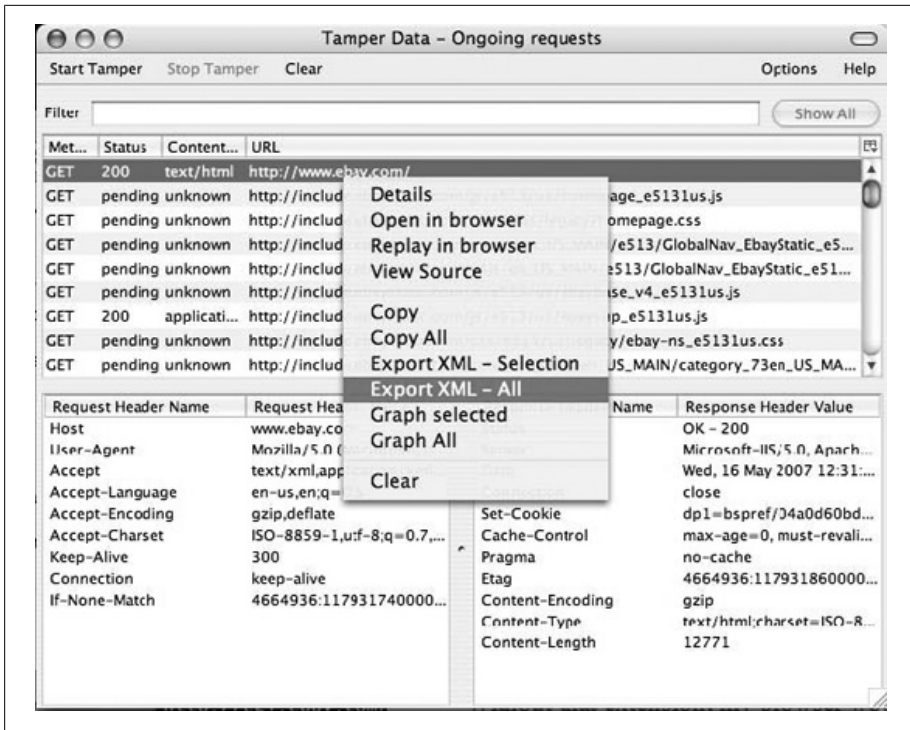 Tamper Data – Ongoing requests
Start Tamper Stop Tamper Clear Options Help
Filter Show All
Met... Status Content... URL
GET 200 text/html http://www.ebay.com/
GET pending unknown http://includ age_e5131us.js
GET pending unknown http://includ omepage.css
GET pending unknown http://includ /e513/GlobalNav_EbayStatic_e5...
GET pending unknown http://includ e513/GlobalNav_EbayStatic_e51...
GET pending unknown http://includ se_v4_e5131us.js
GET 200 applicati... http://includ p_e5131us.js
GET pending unknown http://includ y/ebay-ns_e5131us.css
GET pending unknown http://includ US_MAIN/category_73en_US_MA...
Details
Open in browser
Replay in browser
View Source
Copy
Copy All
Export XML – Selection
Export XML – All
Graph selected
Graph All
Clear
Request Header Name Request Hea
Host www.ebay.co
User-Agent Mozilla/5.0
Accept text/xml,app
Accept-Language en-us,en;q=
Accept-Encoding gzip,deflate
Accept-Charset ISO-8859-1,utf-8;q=0.7,...
Keep-Alive 300
Connection keep-alive
If-None-Match 4664936:117931740000...
Name Response Header Value
OK – 200
Microsoft-IIS/5.0, Apach...
Wed, 16 May 2007 12:31:...
close
Set-Cookie dp1=bspref/04a0d60bd...
Cache-Control max-age=0, must-revali...
Pragma no-cache
Etag 4664936:117931860000...
Content-Encoding gzip
Content-Type text/html;charset=ISO-8...
Content-Length 12771